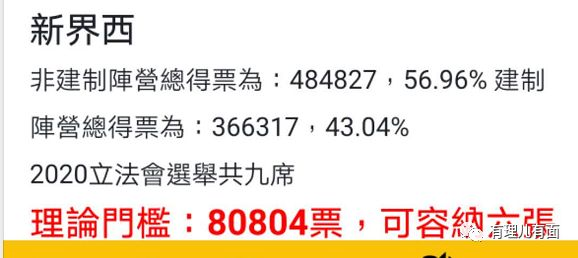 新界西
非建制陣營總得票為：484827，56.96% 建制
陣營總得票為：366317，43.04%
2020立法會選舉共九席
理論門檻：80804票，可容納六張
有理儿有面